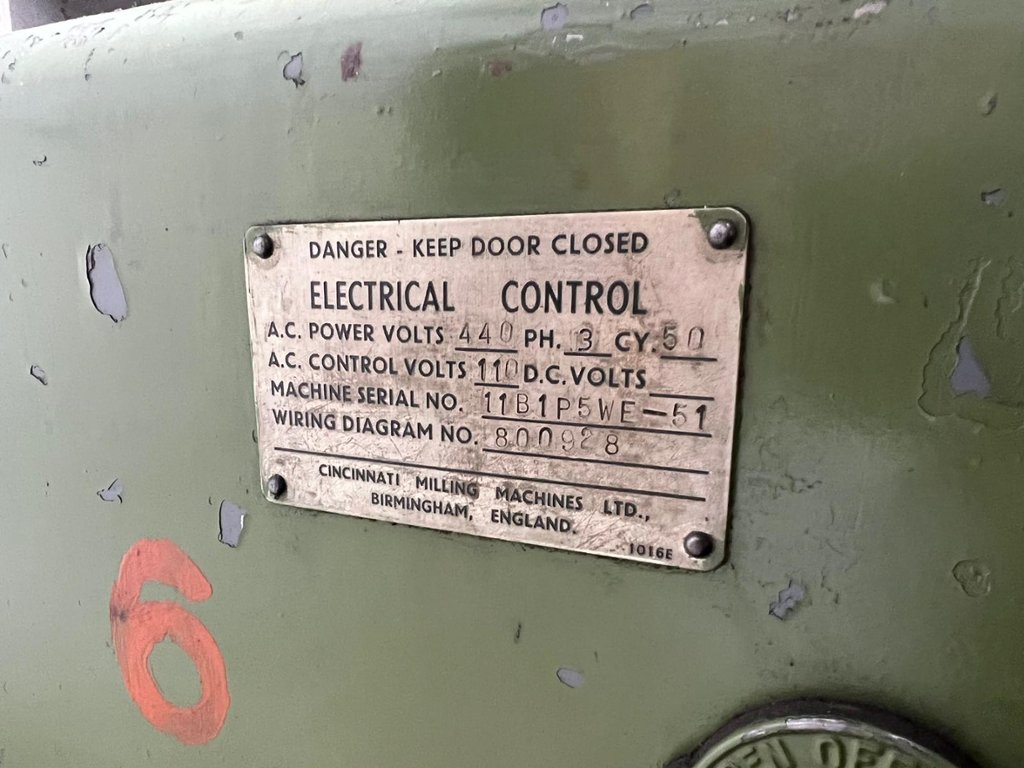 DANGER - KEEP DOOR CLOSED
ELECTRICAL CONTROL
A.C. POWER VOLTS 440 PH. 3 CY. 50
A.C. CONTROL VOLTS 110 D.C. VOLTS
MACHINE SERIAL NO. 11B1P5WE-51
WIRING DIAGRAM NO. 800928
CINCINNATI MILLING MACHINES LTD.,
BIRMINGHAM, ENGLAND.
1016E
6